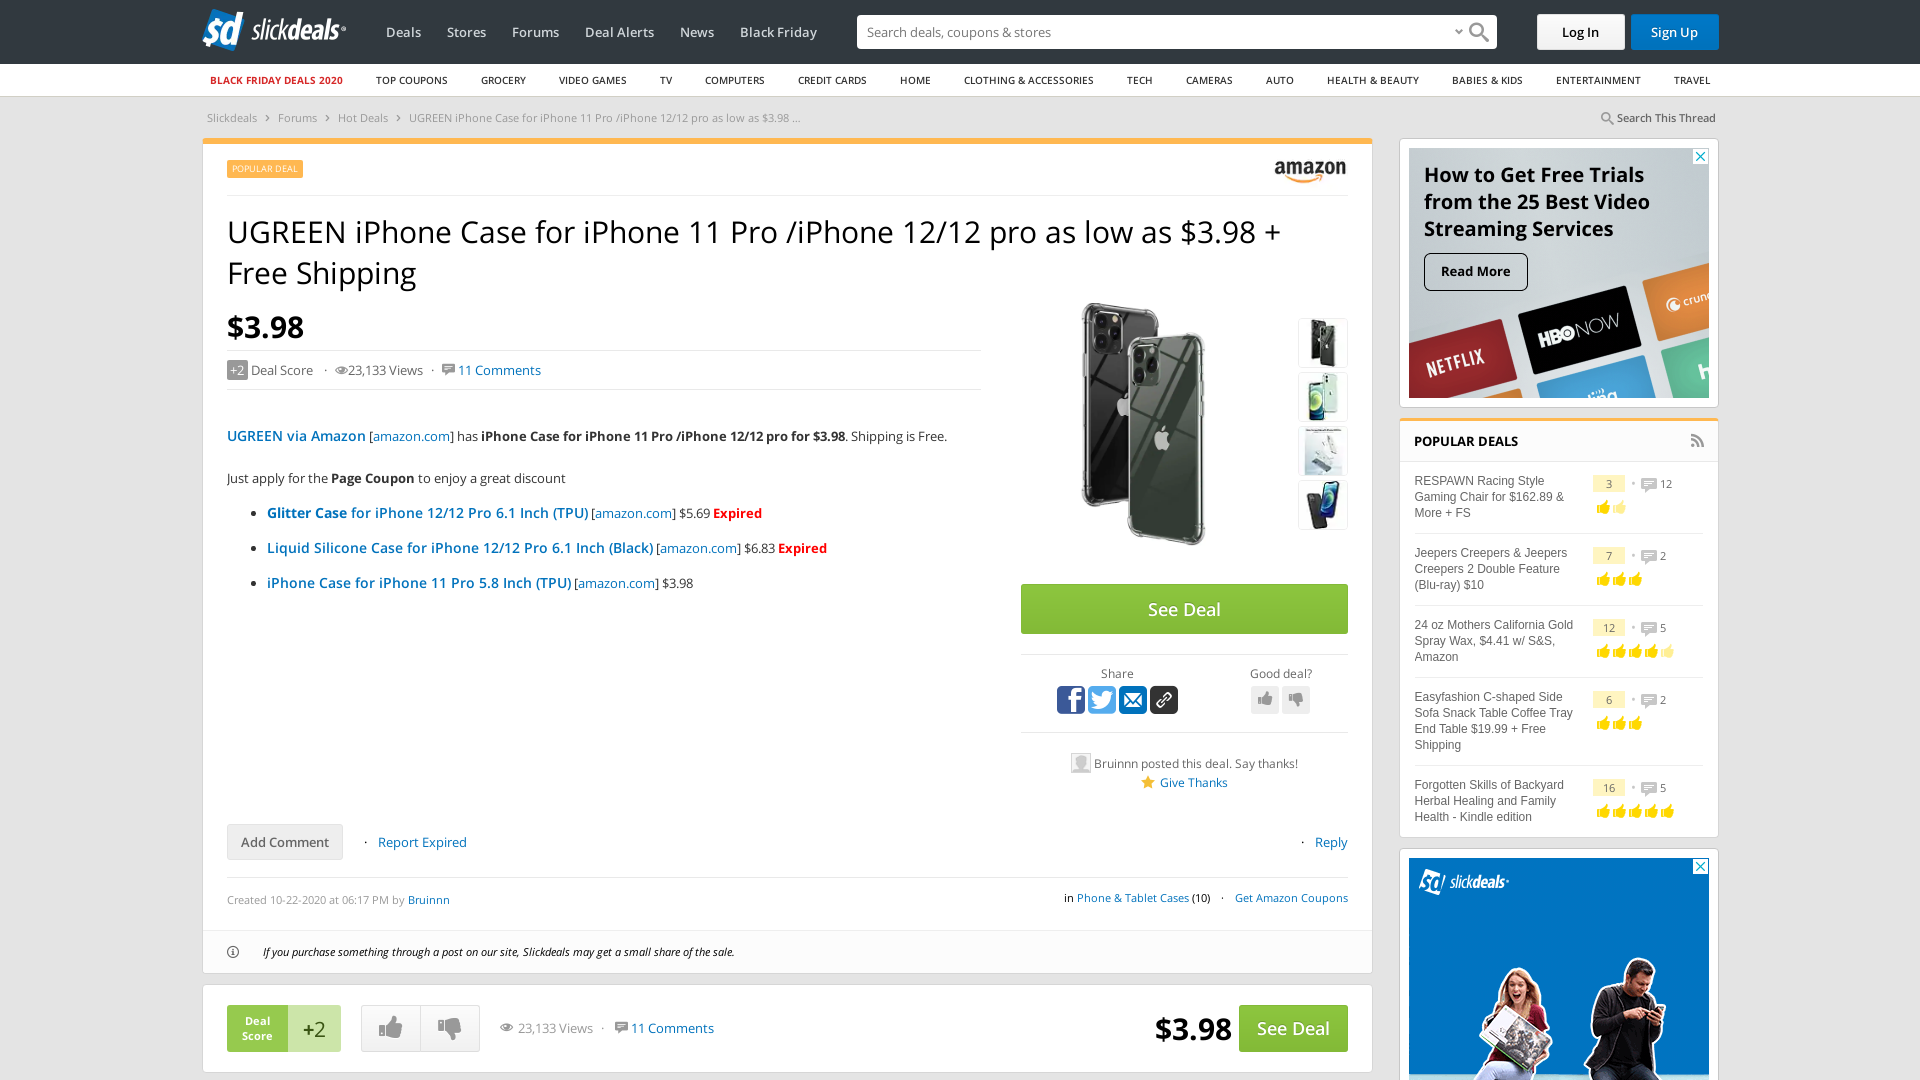 slickdeals
Deals Stores Forums Deal Alerts News Black Friday
Search deals, coupons & stores
Log In
Sign Up
BLACK FRIDAY DEALS 2020 TOP COUPONS GROCERY VIDEO GAMES TV COMPUTERS CREDIT CARDS HOME CLOTHING & ACCESSORIES TECH CAMERAS AUTO HEALTH & BEAUTY BABIES & KIDS ENTERTAINMENT TRAVEL
Slickdeals › Forums › Hot Deals › UGREEN iPhone Case for iPhone 11 Pro /iPhone 12/12 pro as low as $3.98 ...
Search This Thread
POPULAR DEAL
amazon
UGREEN iPhone Case for iPhone 11 Pro /iPhone 12/12 pro as low as $3.98 +
Free Shipping
$3.98
+2 Deal Score · 23,133 Views · 11 Comments
UGREEN via Amazon [amazon.com] has iPhone Case for iPhone 11 Pro /iPhone 12/12 pro for $3.98. Shipping is Free.
Just apply for the Page Coupon to enjoy a great discount
• Glitter Case for iPhone 12/12 Pro 6.1 Inch (TPU) [amazon.com] $5.69 Expired
• Liquid Silicone Case for iPhone 12/12 Pro 6.1 Inch (Black) [amazon.com] $6.83 Expired
• iPhone Case for iPhone 11 Pro 5.8 Inch (TPU) [amazon.com] $3.98
See Deal
Share
Good deal?
Bruinnn posted this deal. Say thanks!
Give Thanks
Add Comment
· Report Expired
· Reply
Created 10-22-2020 at 06:17 PM by Bruinnn
in Phone & Tablet Cases (10) · Get Amazon Coupons
If you purchase something through a post on our site, Slickdeals may get a small share of the sale.
Deal
Score
+2
23,133 Views · 11 Comments
$3.98
See Deal
How to Get Free Trials
from the 25 Best Video
Streaming Services
Read More
NETFLIX
HBO NOW
crunc
POPULAR DEALS
RESPAWN Racing Style
Gaming Chair for $162.89 &
More + FS
3 • 12
Jeepers Creepers & Jeepers
Creepers 2 Double Feature
(Blu-ray) $10
7 • 2
24 oz Mothers California Gold
Spray Wax, $4.41 w/ S&S,
Amazon
12 • 5
Easyfashion C-shaped Side
Sofa Snack Table Coffee Tray
End Table $19.99 + Free
Shipping
6 • 2
Forgotten Skills of Backyard
Herbal Healing and Family
Health - Kindle edition
16 • 5
slickdeals